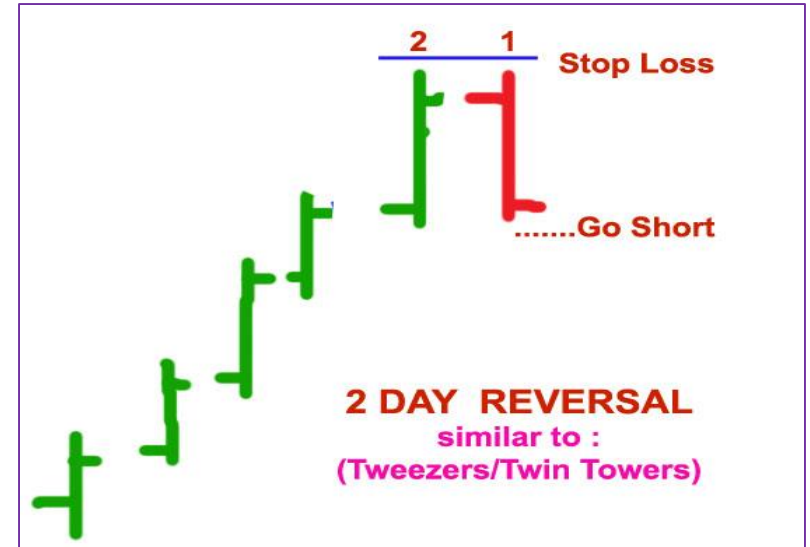 2 1
Stop Loss
.......Go Short
2 DAY REVERSAL
similar to :
(Tweezers/Twin Towers)